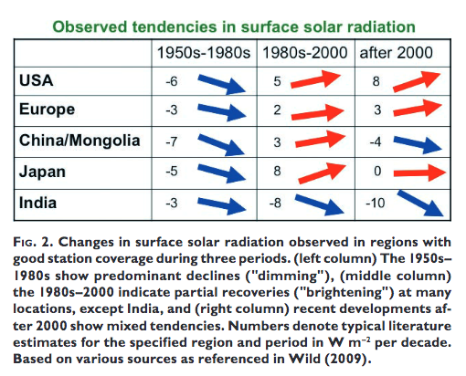 Observed tendencies in surface solar radiation
1950s-1980s 1980s-2000 after 2000
USA -6 5 8
Europe -3 2 3
China/Mongolia -7 3 -4
Japan -5 8 0
India -3 -8 -10
Fig. 2. Changes in surface solar radiation observed in regions with
good station coverage during three periods. (left column) The 1950s–
1980s show predominant declines ("dimming"), (middle column)
the 1980s–2000 indicate partial recoveries ("brightening") at many
locations, except India, and (right column) recent developments af-
ter 2000 show mixed tendencies. Numbers denote typical literature
estimates for the specified region and period in W m⁻² per decade.
Based on various sources as referenced in Wild (2009).